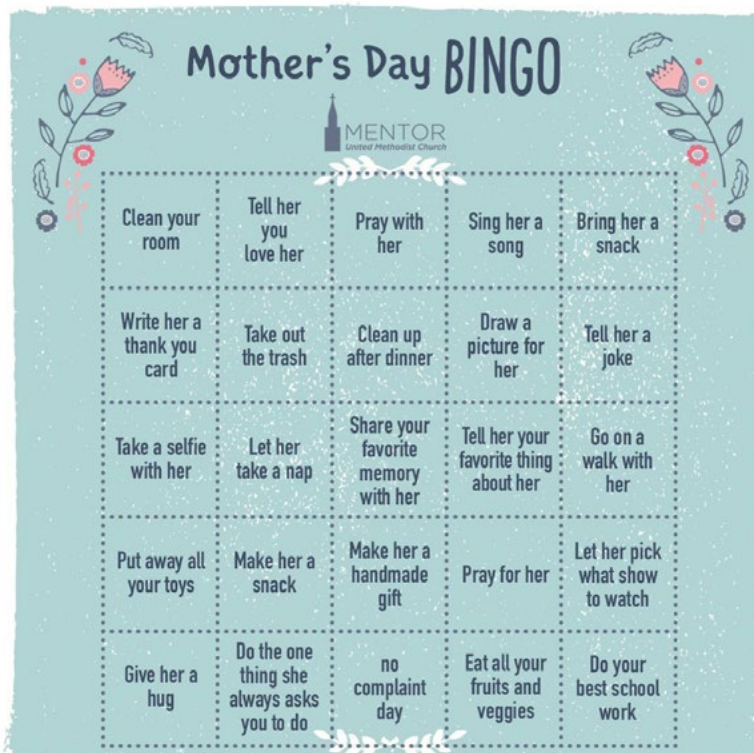 Mother's Day BINGO
MENTOR
United Methodist Church
Clean your
room
Tell her
you
love her
Pray with
her
Sing her a
song
Bring her a
snack
Write her a
thank you
card
Take out
the trash
Clean up
after dinner
Draw a
picture for
her
Tell her a
joke
Take a selfie
with her
Let her
take a nap
Share your
favorite
memory
with her
Tell her your
favorite thing
about her
Go on a
walk with
her
Put away all
your toys
Make her a
snack
Make her a
handmade
gift
Pray for her
Let her pick
what show
to watch
Give her a
hug
Do the one
thing she
always asks
you to do
no
complaint
day
Eat all your
fruits and
veggies
Do your
best school
work